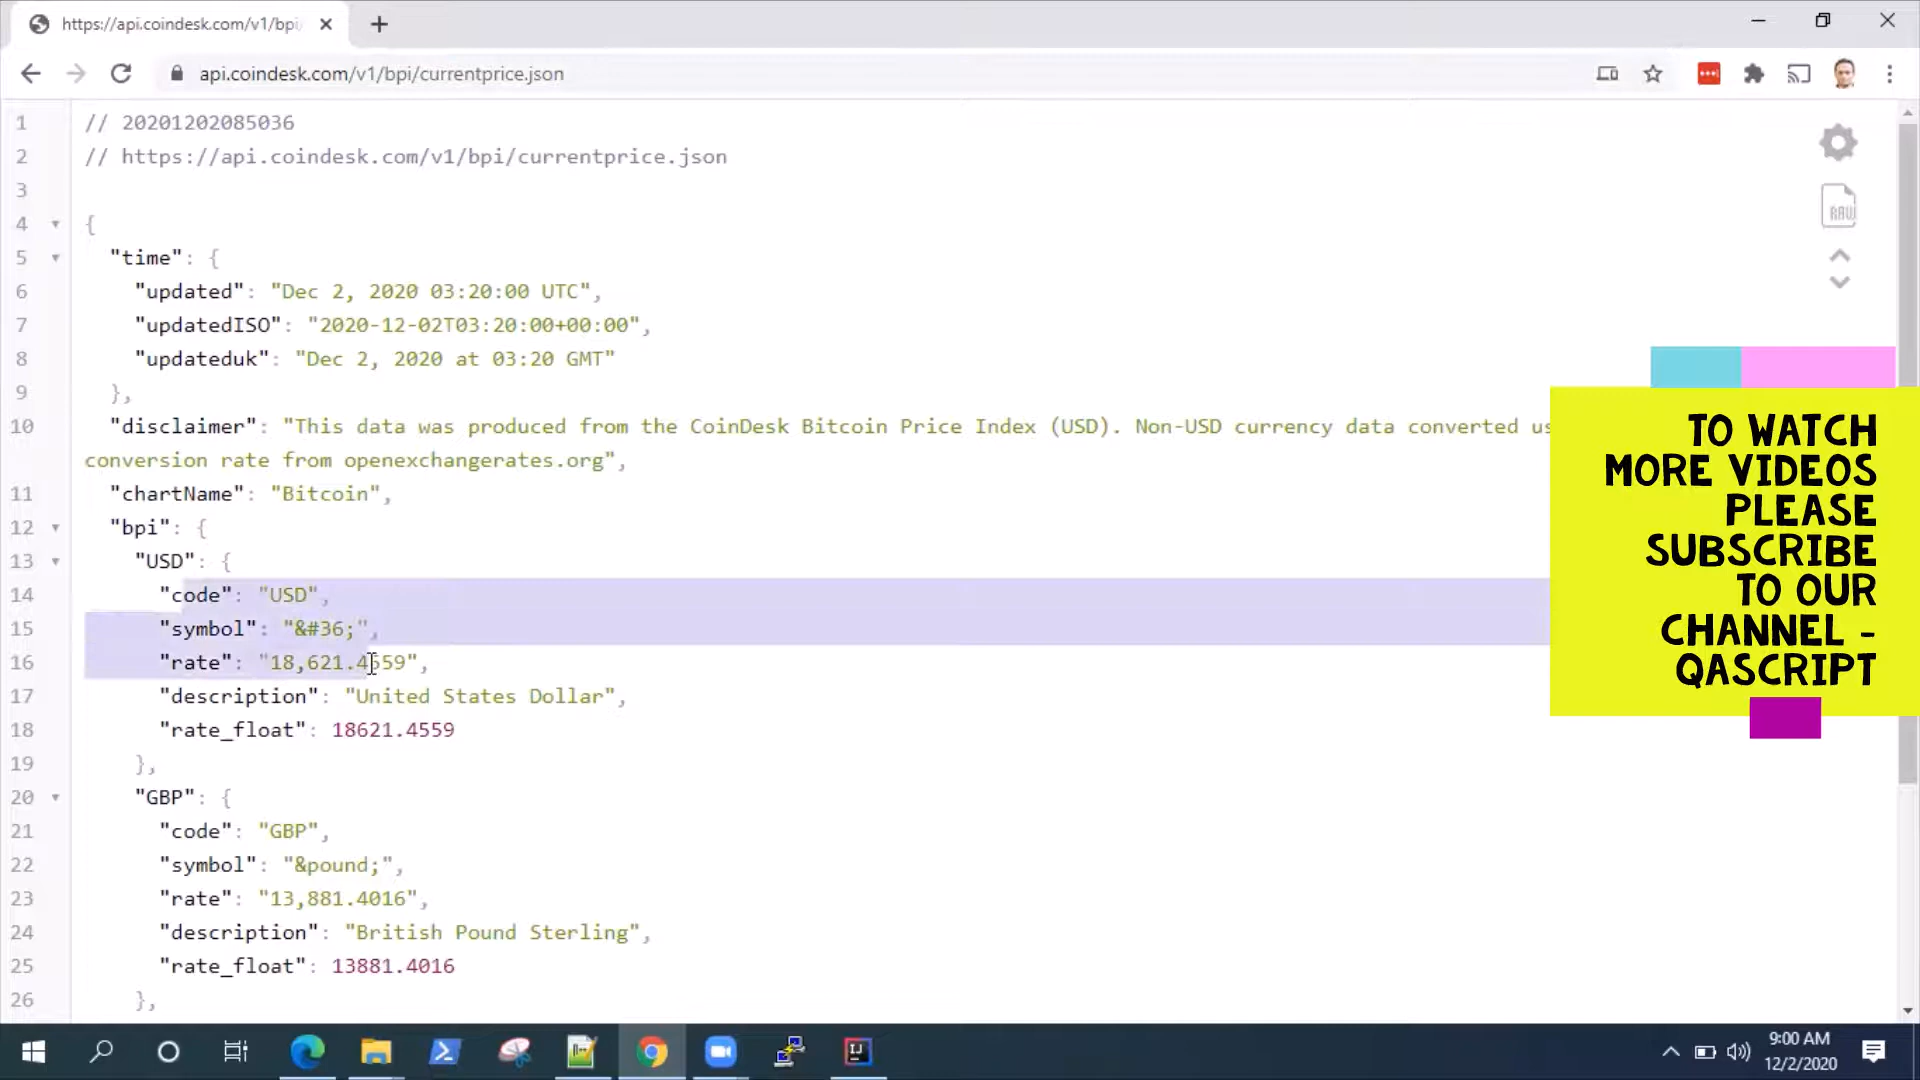 https://api.coindesk.com/v1/bpi/
api.coindesk.com/v1/bpi/currentprice.json
1 // 20201202085036
2 // https://api.coindesk.com/v1/bpi/currentprice.json
3
4 {
5 "time": {
6 "updated": "Dec 2, 2020 03:20:00 UTC",
7 "updatedISO": "2020-12-02T03:20:00+00:00",
8 "updateduk": "Dec 2, 2020 at 03:20 GMT"
9 },
10 "disclaimer": "This data was produced from the CoinDesk Bitcoin Price Index (USD). Non-USD currency data converted us
conversion rate from openexchangerates.org",
11 "chartName": "Bitcoin",
12 "bpi": {
13 "USD": {
14 "code": "USD",
15 "symbol": "&#36;",
16 "rate": "18,621.4559",
17 "description": "United States Dollar",
18 "rate_float": 18621.4559
19 },
20 "GBP": {
21 "code": "GBP",
22 "symbol": "&pound;",
23 "rate": "13,881.4016",
24 "description": "British Pound Sterling",
25 "rate_float": 13881.4016
26 },
RAW
TO WATCH
MORE VIDEOS
PLEASE
SUBSCRIBE
TO OUR
CHANNEL -
QASCRIPT
IJ
9:00 AM
12/2/2020